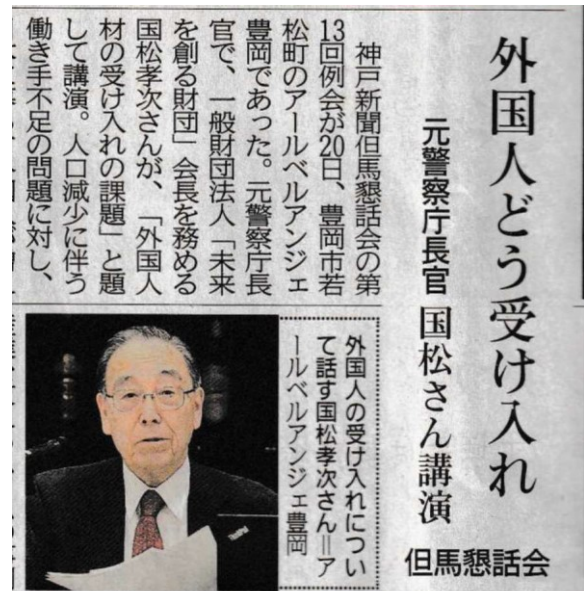 外国人どう受け入れ
元警察庁長官 国松さん講演
但馬懇話会
神戸新聞但馬懇話会の第
13回例会が20日、豊岡市若
松町のアールベルアンジェ
豊岡であった。元警察庁長
官で、一般財団法人「未来
を創る財団」会長を務める
国松孝次さんが、「外国人
材の受け入れの課題」と題
して講演。人口減少に伴う
働き手不足の問題に対し、
外国人の受け入れについ
て話す国松孝次さん＝ア
ールベルアンジェ豊岡